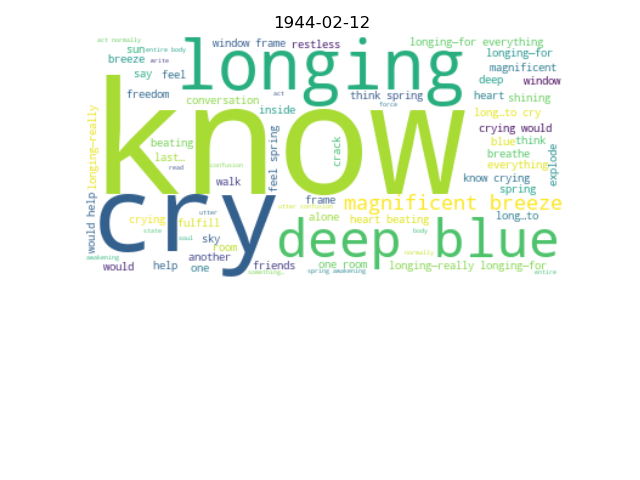 1944-02-12
act normally
sun
entire body
window frame
restless
longing—for everything
breeze
write
longing
longing—for
say
feel
magnificent
deep
window
freedom
conversation
act
think spring
heart
shining
inside
force
know
long…to cry
longing—really
beating
feel spring
crack
crying would
blue
think
last…
breathe
confusion
everything
read
explode
walk
know crying
spring
would help
cry
frame
magnificent breeze
utter confusion
crying
utter
fulfill
alone
heart beating
long…to
state
soul
sky
deep blue
body
room
normally
awakening
another
would
help
one
friends
one room
longing—really longing—for
something…
spring awakening
entire